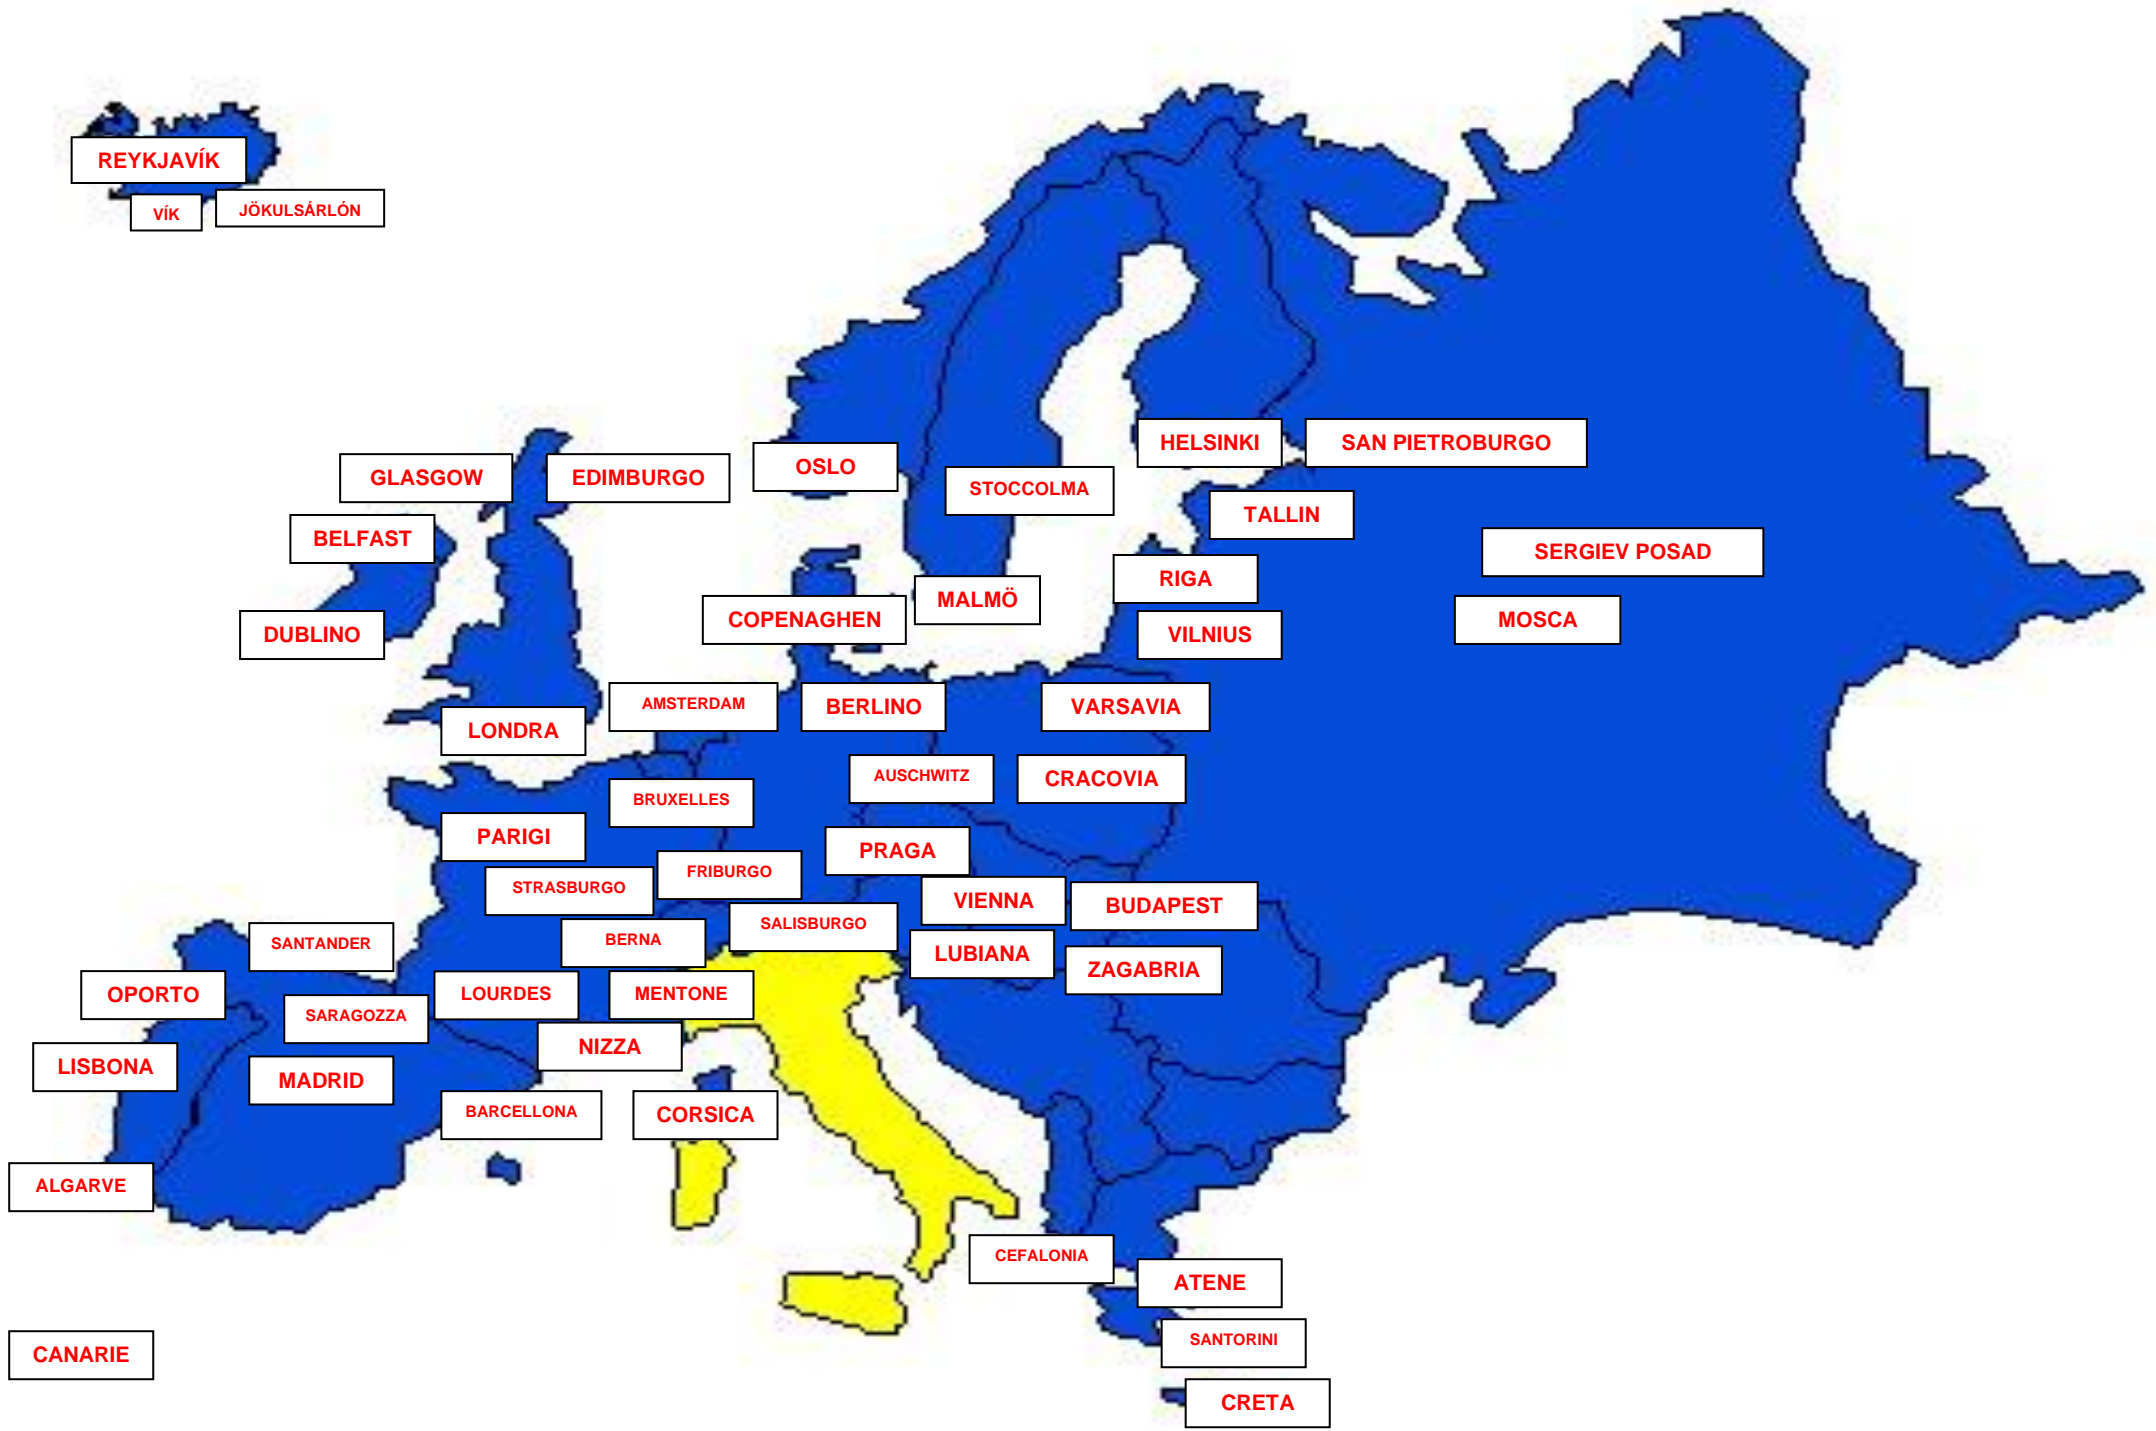 REYKJAVÍK
VÍK
JÖKULSÁRLÓN
HELSINKI
SAN PIETROBURGO
OSLO
GLASGOW
EDIMBURGO
STOCCOLMA
TALLIN
BELFAST
SERGIEV POSAD
RIGA
MALMÖ
COPENAGHEN
MOSCA
DUBLINO
VILNIUS
AMSTERDAM
BERLINO
VARSAVIA
LONDRA
AUSCHWITZ
CRACOVIA
BRUXELLES
PARIGI
PRAGA
FRIBURGO
STRASBURGO
VIENNA
BUDAPEST
SALISBURGO
BERNA
SANTANDER
LUBIANA
ZAGABRIA
OPORTO
LOURDES
MENTONE
SARAGOZZA
NIZZA
LISBONA
MADRID
BARCELLONA
CORSICA
ALGARVE
CEFALONIA
ATENE
SANTORINI
CANARIE
CRETA